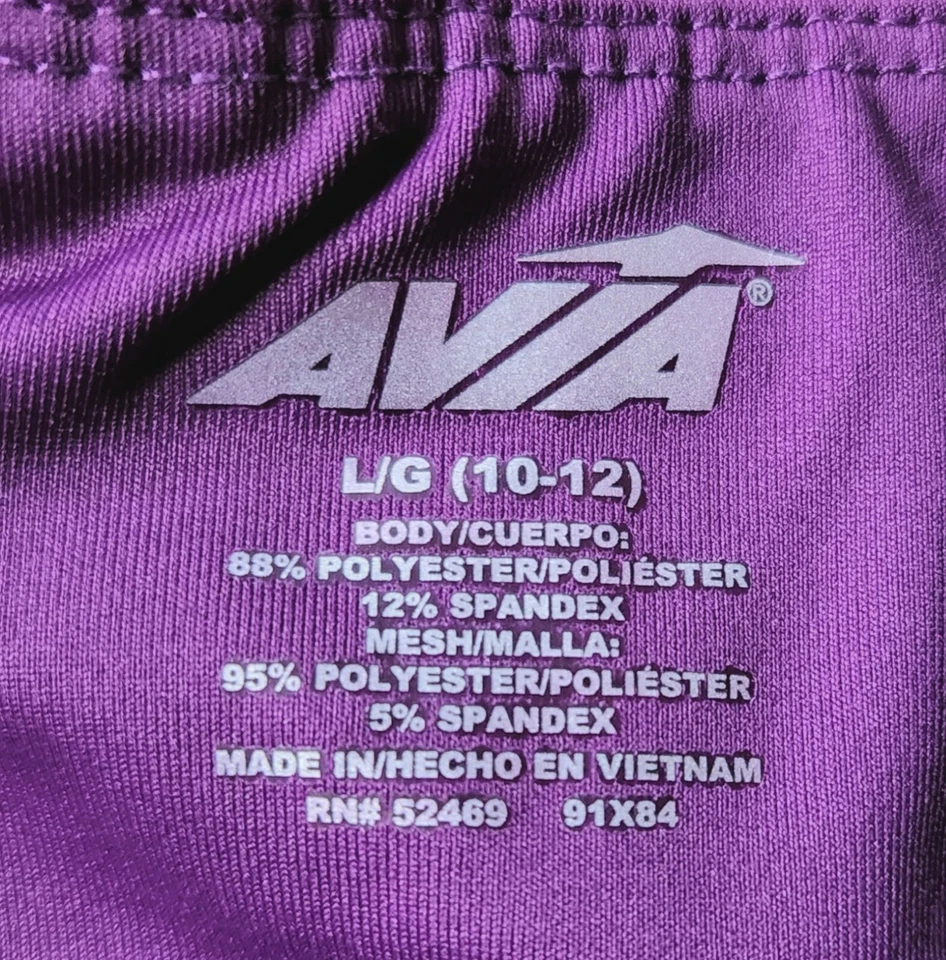 AVIA®
L/G (10-12)
BODY/CUERPO:
88% POLYESTER/POLIÉSTER
12% SPANDEX
MESH/MALLA:
95% POLYESTER/POLIÉSTER
5% SPANDEX
MADE IN/HECHO EN VIETNAM
RN# 52469 91X84